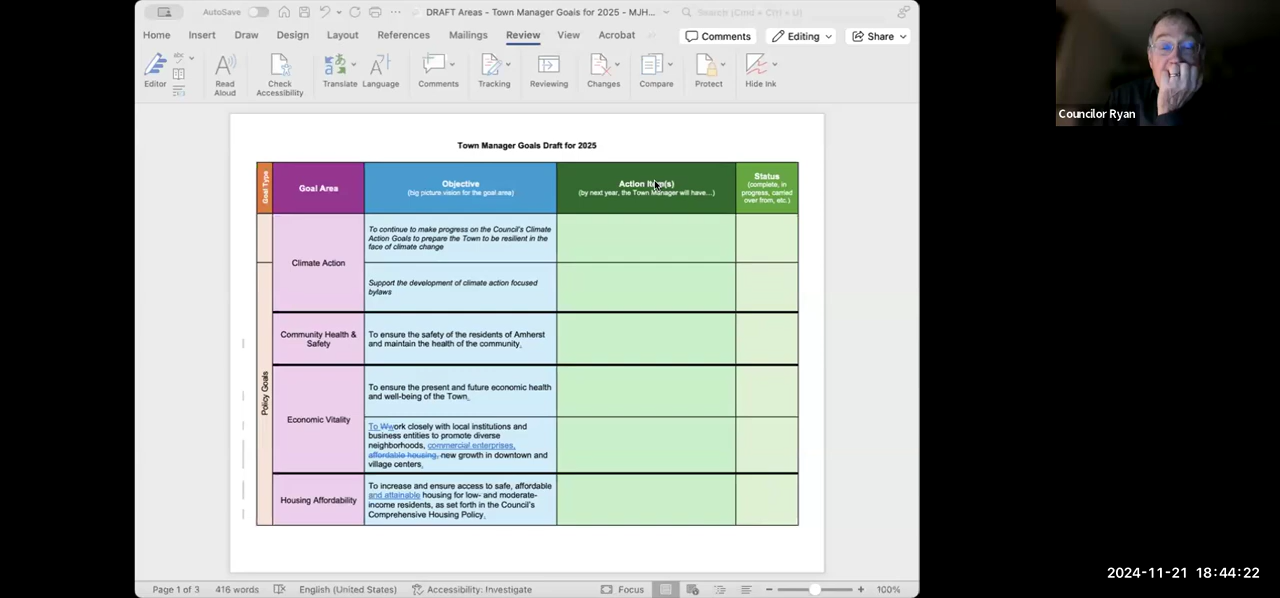 AutoSave
DRAFT Areas - Town Manager Goals for 2025 - MJH...
Search (Cmd + Ctrl + U)
Home Insert Draw Design Layout References Mailings Review View Acrobat
Comments Editing Share
Editor
Read Aloud
Check Accessibility
Translate
Language
Comments
Tracking
Reviewing
Changes
Compare
Protect
Hide Ink
Councilor Ryan
Town Manager Goals Draft for 2025
Goal Type
Goal Area
Objective
(big picture vision for the goal area)
Action Item(s)
(by next year, the Town Manager will have...)
Status
(complete, in
progress, carried
over from, etc.)
Policy Goals
Climate Action
To continue to make progress on the Council's Climate
Action Goals to prepare the Town to be resilient in the
face of climate change
Support the development of climate action focused
bylaws
Community Health &
Safety
To ensure the safety of the residents of Amherst
and maintain the health of the community.
Economic Vitality
To ensure the present and future economic health
and well-being of the Town.
To Wwork closely with local institutions and
business entities to promote diverse
neighborhoods, commercial enterprises,
affordable housing, new growth in downtown and
village centers.
Housing Affordability
To increase and ensure access to safe, affordable
and attainable housing for low- and moderate-
income residents, as set forth in the Council's
Comprehensive Housing Policy.
Page 1 of 3 416 words English (United States) Accessibility: Investigate Focus 100%
2024-11-21 18:44:22